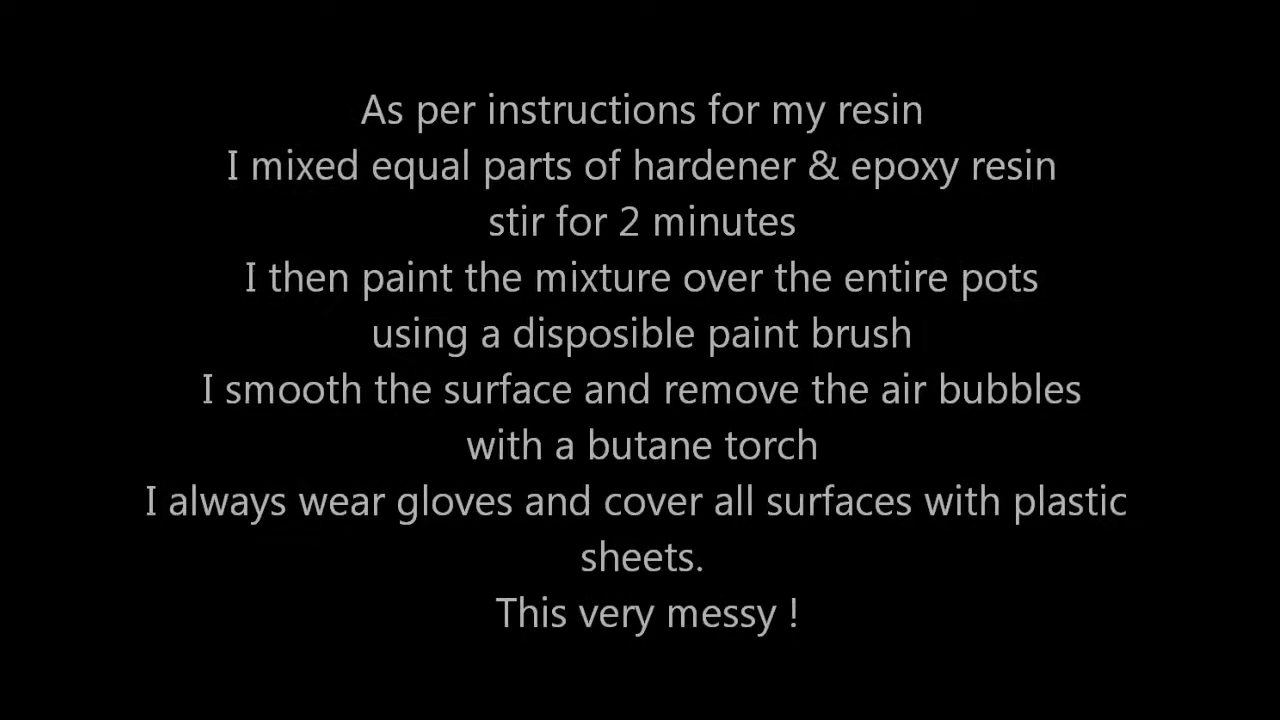 As per instructions for my resin
I mixed equal parts of hardener & epoxy resin
stir for 2 minutes
I then paint the mixture over the entire pots
using a disposible paint brush
I smooth the surface and remove the air bubbles
with a butane torch
I always wear gloves and cover all surfaces with plastic
sheets.
This very messy !